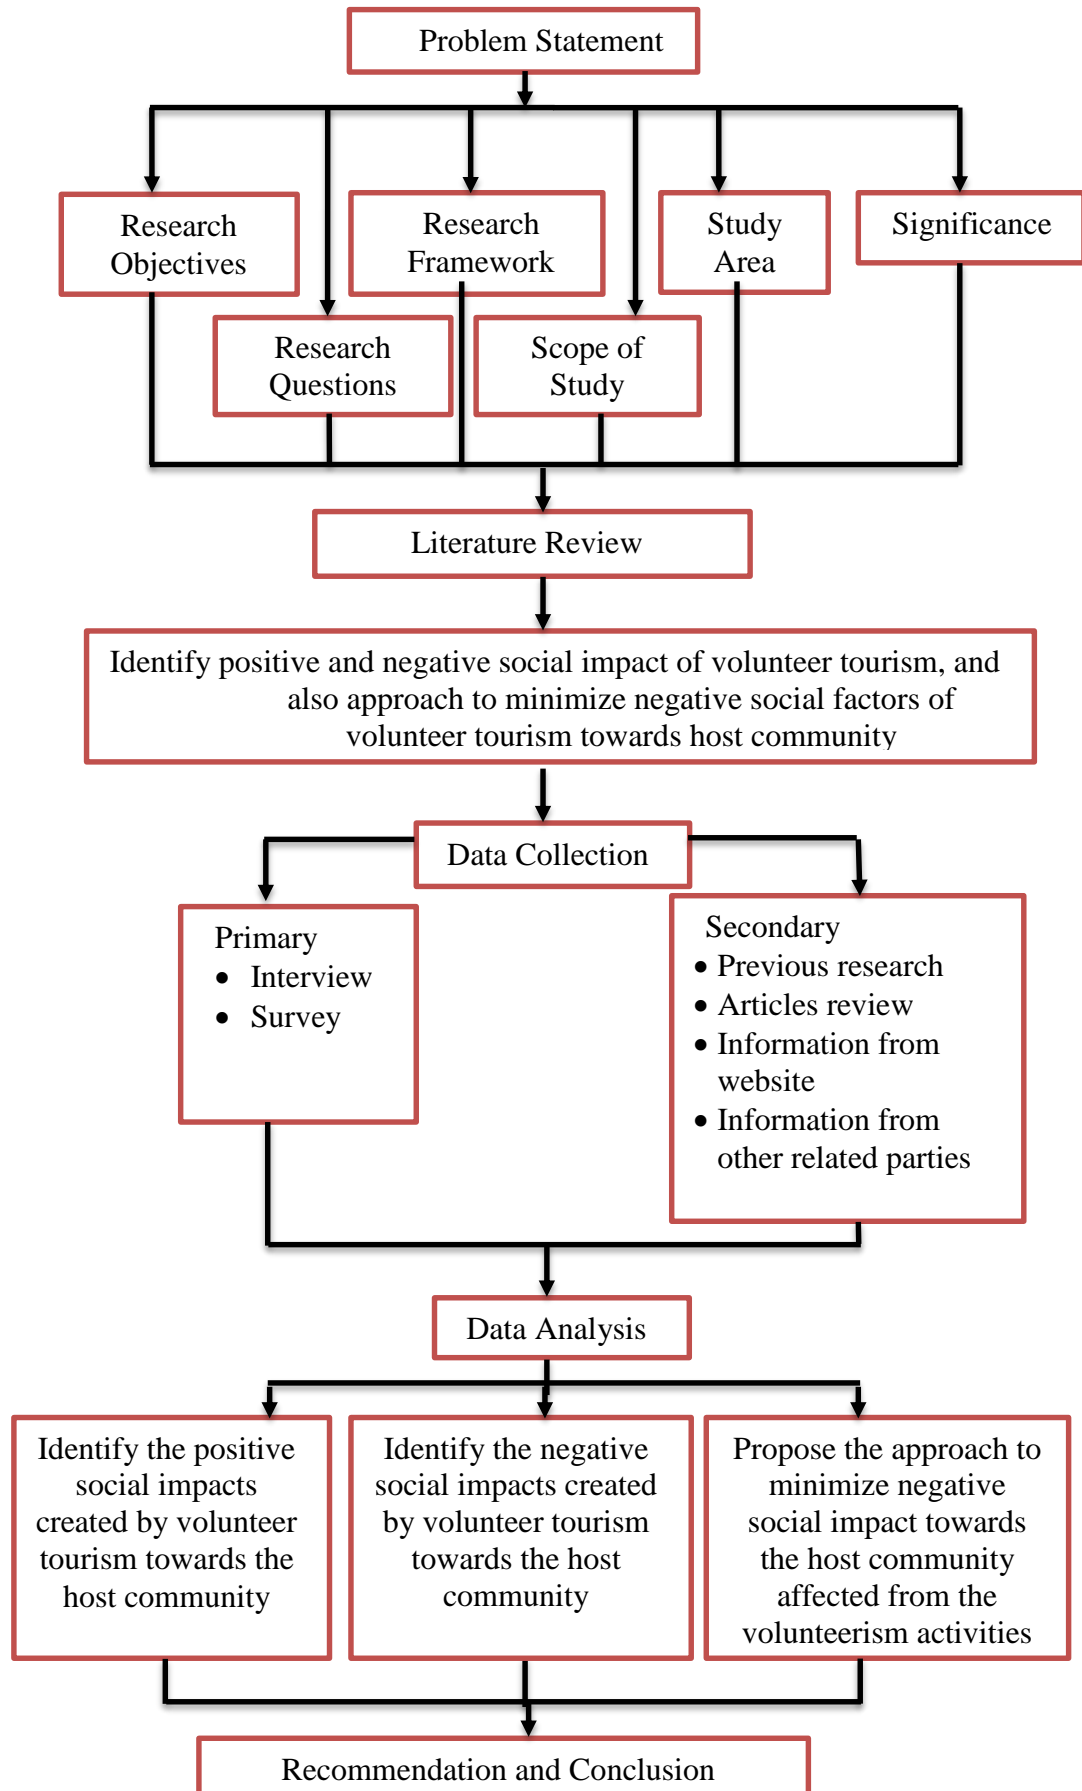 Problem Statement
Research
Objectives
Research
Framework
Study
Area
Significance
Research
Questions
Scope of
Study
Literature Review
Identify positive and negative social impact of volunteer tourism, and
also approach to minimize negative social factors of
volunteer tourism towards host community
Data Collection
Primary
• Interview
• Survey
Secondary
• Previous research
• Articles review
• Information from
website
• Information from
other related parties
Data Analysis
Identify the positive
social impacts
created by volunteer
tourism towards the
host community
Identify the negative
social impacts created
by volunteer tourism
towards the host
community
Propose the approach to
minimize negative
social impact towards
the host community
affected from the
volunteerism activities
Recommendation and Conclusion